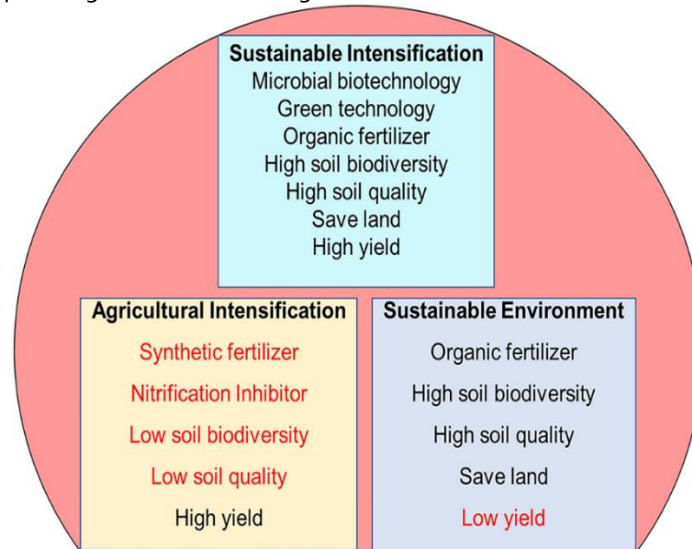 Sustainable Intensification
Microbial biotechnology
Green technology
Organic fertilizer
High soil biodiversity
High soil quality
Save land
High yield
Agricultural Intensification
Synthetic fertilizer
Nitrification Inhibitor
Low soil biodiversity
Low soil quality
High yield
Sustainable Environment
Organic fertilizer
High soil biodiversity
High soil quality
Save land
Low yield